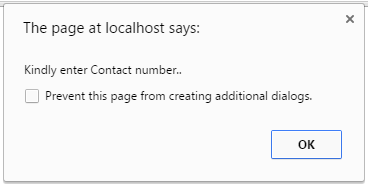 The page at localhost says:
Kindly enter Contact number..
Prevent this page from creating additional dialogs.
OK